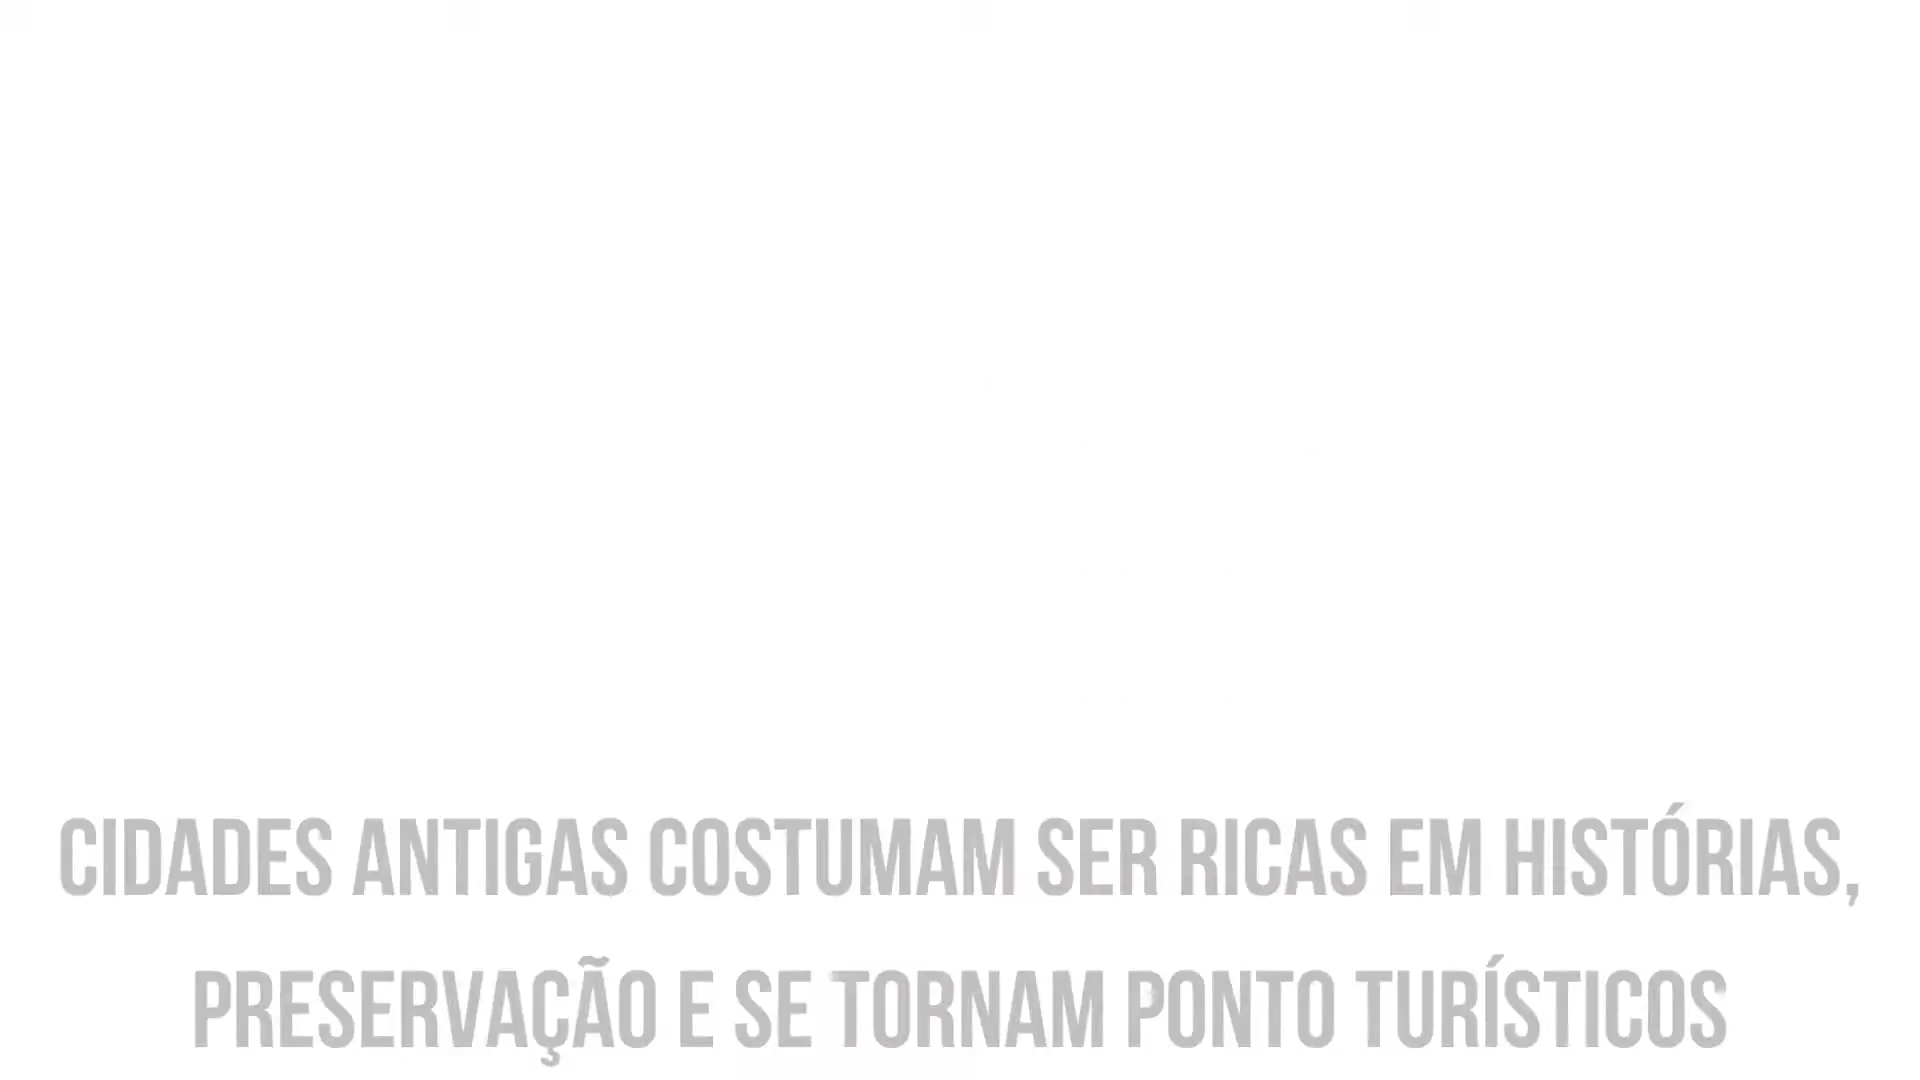 CIDADES ANTIGAS COSTUMAM SER RICAS EM HISTÓRIAS,
PRESERVAÇÃO E SE TORNAM PONTO TURÍSTICOS